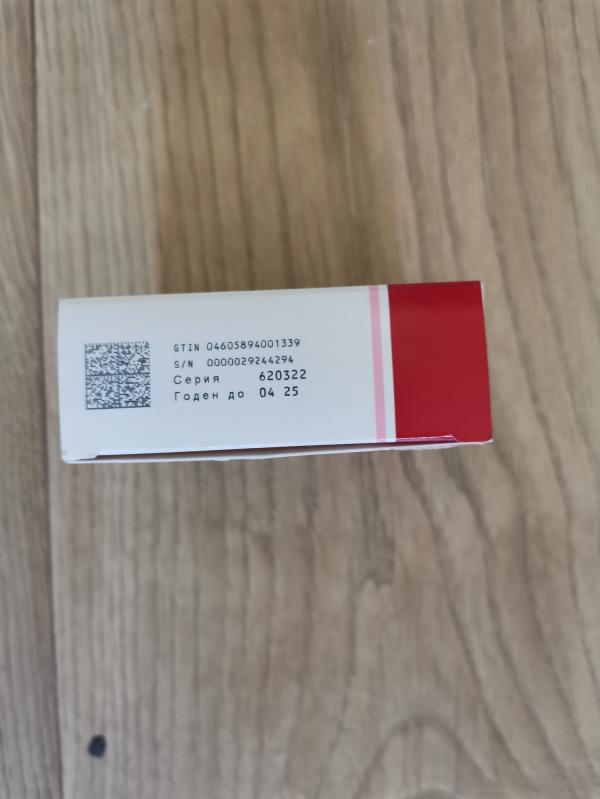 GTIN 04605894001339
S/N 0000029244294
Серия 620322
Годен до 04 25